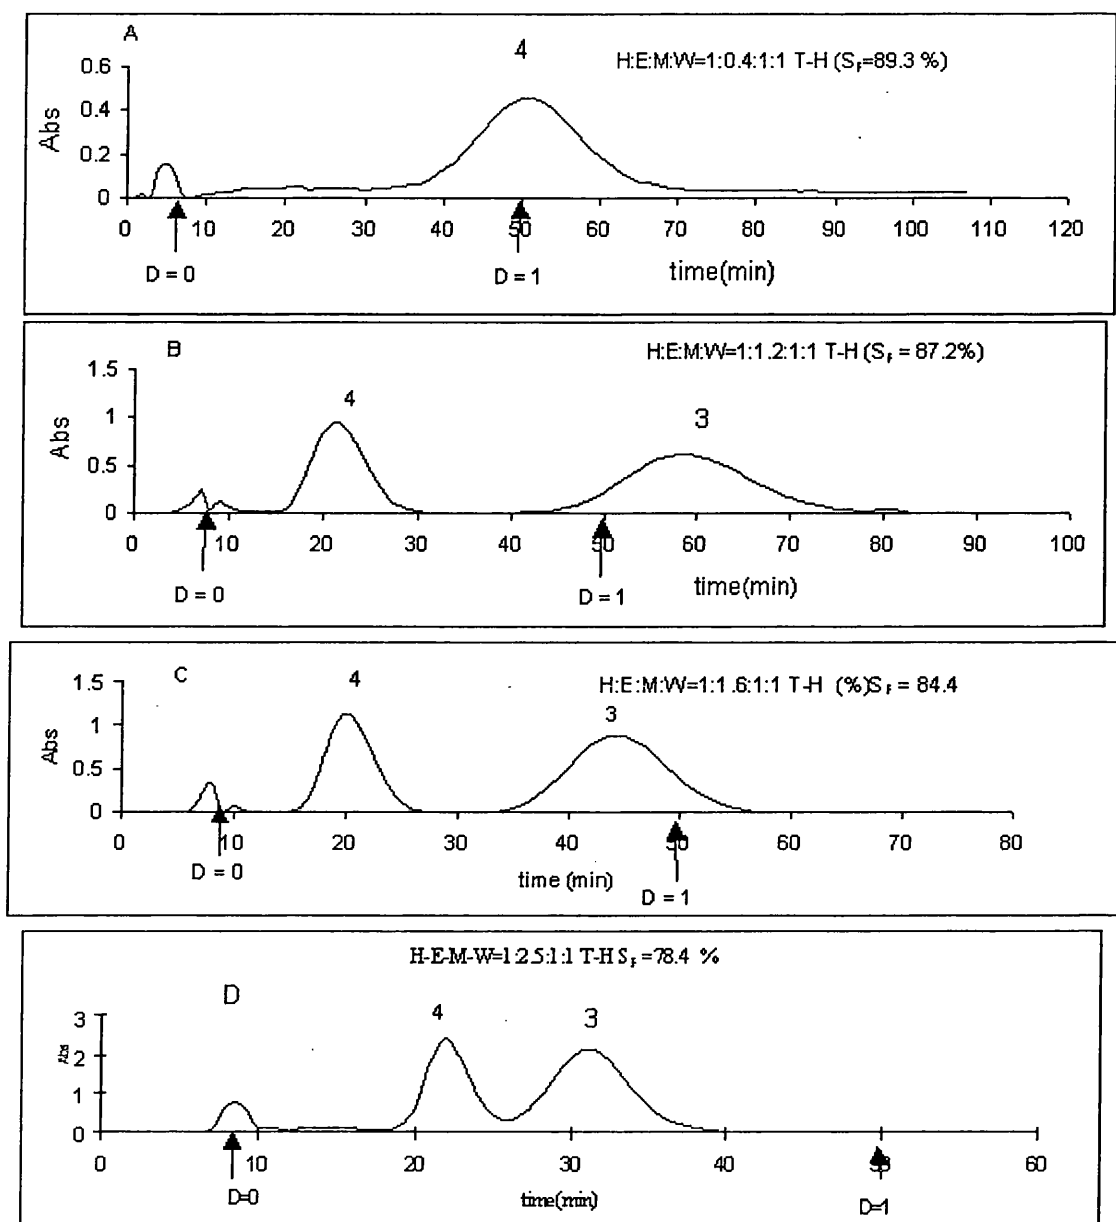 A
4
H:E:M:W=1:0.4:1:1 T-H (S_F=89.3 %)
0.6
0.4
0.2
0
Abs
0 10 20 30 40 50 60 70 80 90 100 110 120
D = 0
D = 1
time(min)
B
H:E:M:W=1:1.2:1:1 T-H (S_F = 87.2%)
1.5
1
0.5
0
Abs
4
3
0 10 20 30 40 50 60 70 80 90 100
D = 0
D = 1
time(min)
C
4
H:E:M:W=1:1.6:1:1 T-H (%)S_F = 84.4
3
1.5
1
0.5
0
Abs
0 10 20 30 40 50 60 70 80
D = 0
time (min)
D = 1
H-E-M-W=1:2.5:1:1 T-H S_F =78.4 %
D
4
3
3
2
1
0
Abs
0 10 20 30 40 60
D=0
time(min)
D=1